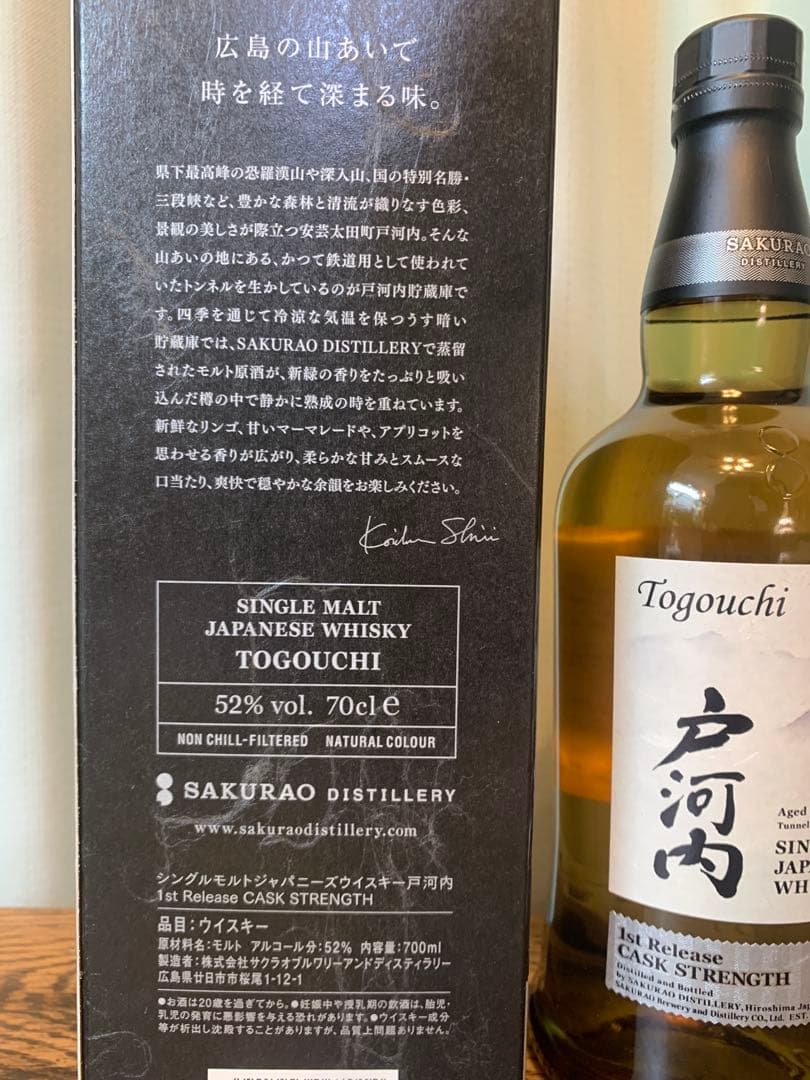 広島の山あいで
時を経て深まる味。
県下最高峰の恐羅漢山や深入山、国の特別名勝・
三段峡など、豊かな森林と清流が織りなす色彩、
景観の美しさが際立つ安芸太田町戸河内。そんな
山あいの地にある、かつて鉄道用として使われて
いたトンネルを生かしているのが戸河内貯蔵庫で
す。四季を通じて冷涼な気温を保つうす暗い
貯蔵庫では、SAKURAO DISTILLERYで蒸留
されたモルト原酒が、新緑の香りをたっぷりと吸い
込んだ樽の中で静かに熟成の時を重ねています。
新鮮なリンゴ、甘いマーマレードや、アプリコットを
思わせる香りが広がり、柔らかな甘みとスムースな
口当たり、爽快で穏やかな余韻をお楽しみください。
SINGLE MALT
JAPANESE WHISKY
TOGOUCHI
52% vol. 70cl e
NON CHILL-FILTERED NATURAL COLOUR
SAKURAO DISTILLERY
www.sakuraodistillery.com
シングルモルトジャパニーズウイスキー戸河内
1st Release CASK STRENGTH
品目:ウイスキー
原材料名:モルト アルコール分:52% 内容量:700ml
製造者:株式会社サクラオブルワリーアンドディスティラリー
広島県廿日市市桜尾1-12-1
●お酒は20歳を過ぎてから。●妊娠中や授乳期の飲酒は、胎児・
乳児の発育に悪影響を与える恐れがあります。●ウイスキー成分
等が析出し沈殿することがありますが、品質上問題ありません。
SAKURAO
DISTILLERY
Togouchi
戸河内
Aged
Tunnel
SIN
JAPA
WH
1st Release
CASK STRENGTH
Distilled and Bottled
by SAKURAO DISTILLERY, Hiroshima Jap
SAKURAO Brewery and Distillery CO., Ltd. EST.